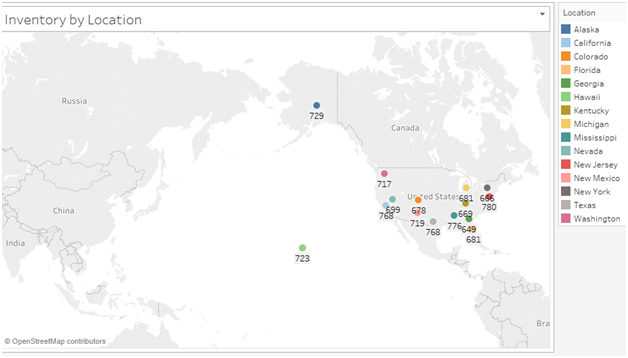 Inventory by Location
Location
Alaska
California
Colorado
Florida
Georgia
Hawaii
Kentucky
Michigan
Mississippi
Nevada
New Jersey
New Mexico
New York
Texas
Washington
Russia
Canada
United States
China
India
Bra
729
717
681
666
780
699
768
678
669
719
768
776
649
681
723
© OpenStreetMap contributors